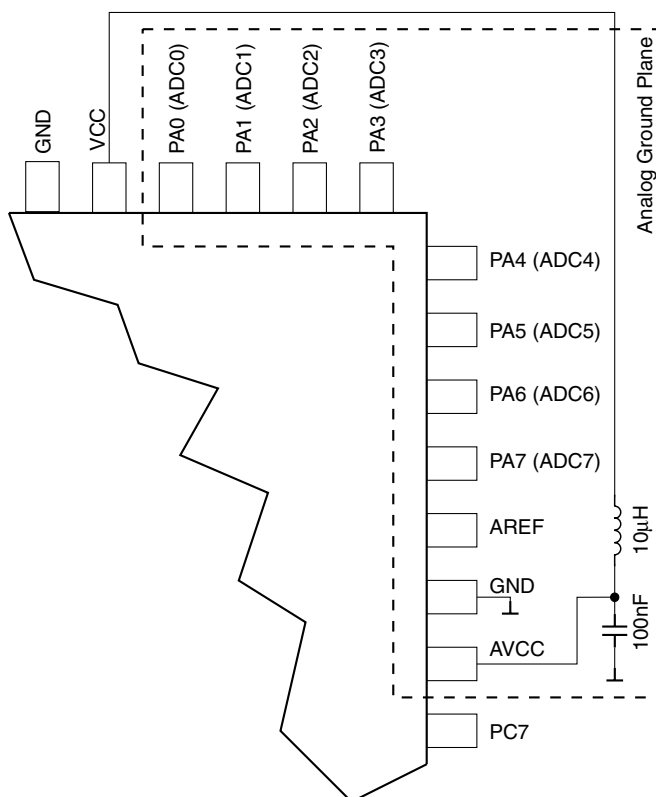 GND
VCC
PA0 (ADC0)
PA1 (ADC1)
PA2 (ADC2)
PA3 (ADC3)
Analog Ground Plane
PA4 (ADC4)
PA5 (ADC5)
PA6 (ADC6)
PA7 (ADC7)
AREF
10μH
GND
AVCC
100nF
PC7